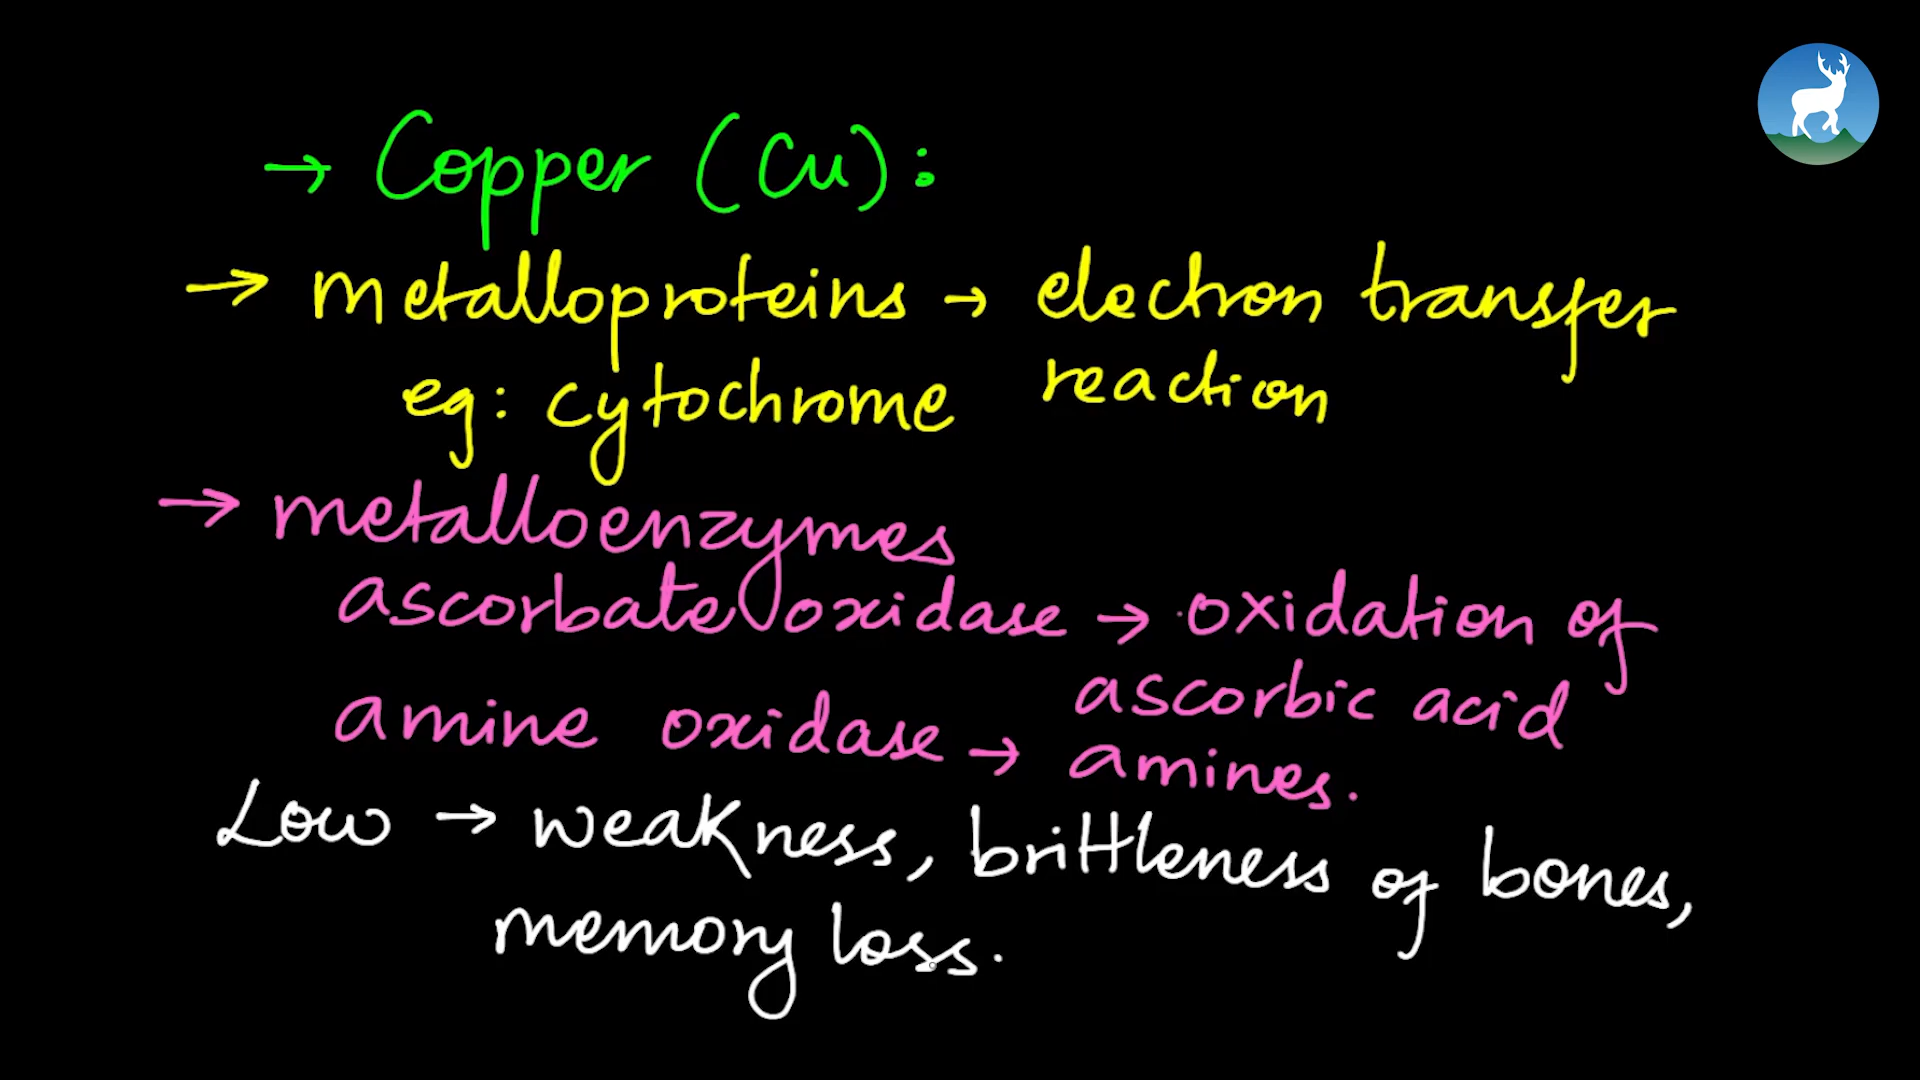 → Copper (Cu):
→ metalloproteins → electron transfer
eg: cytochrome reaction
→ metalloenzymes
ascorbate oxidase → oxidation of
ascorbic acid
amine oxidase → amines.
Low → weakness, brittleness of bones,
memory loss.